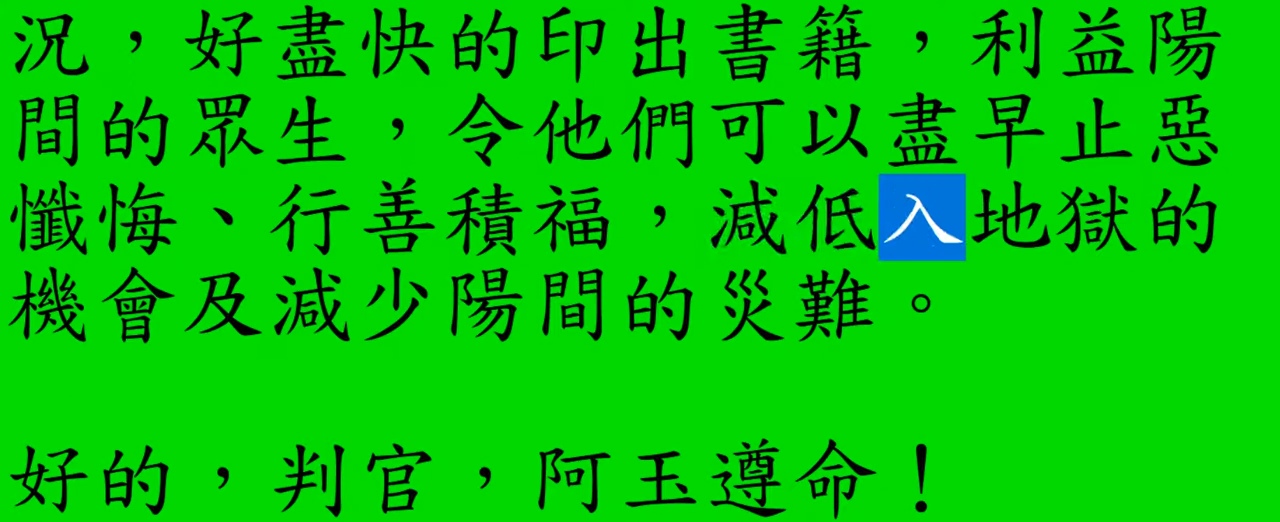 況，好盡快的印出書籍，利益陽
間的眾生，令他們可以盡早止惡
懺悔、行善積福，減低入地獄的
機會及減少陽間的災難。
好的，判官，阿玉遵命！